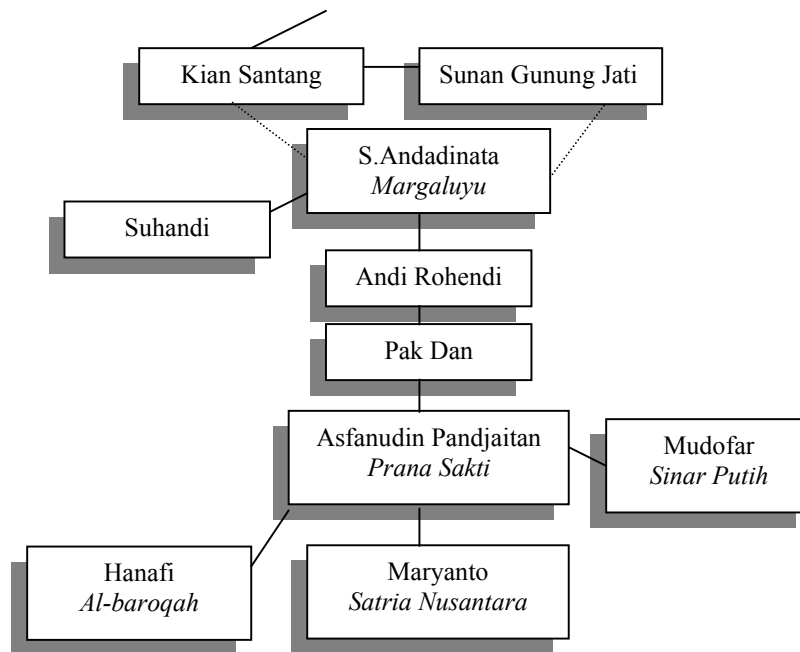 Kian Santang
Sunan Gunung Jati
S.Andadinata
Margaluyu
Suhandi
Andi Rohendi
Pak Dan
Asfanudin Pandjaitan
Prana Sakti
Mudofar
Sinar Putih
Hanafi
Al-baroqah
Maryanto
Satria Nusantara